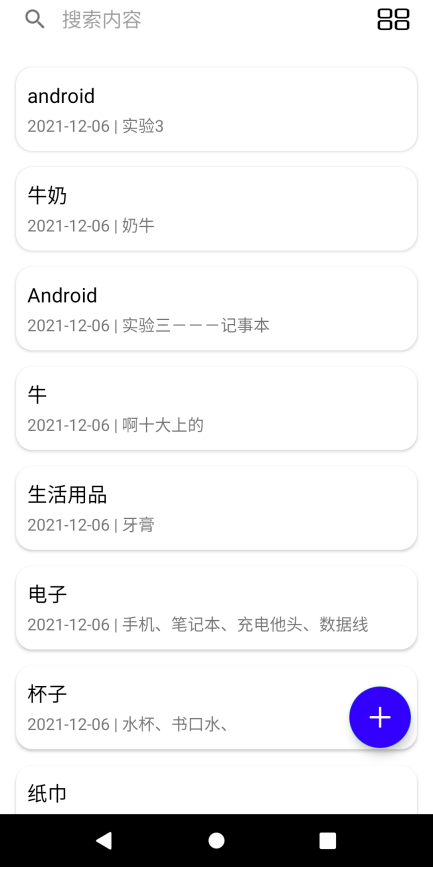 搜索内容
android
2021-12-06 | 实验3
牛奶
2021-12-06 | 奶牛
Android
2021-12-06 | 实验三－－－记事本
牛
2021-12-06 | 啊十大上的
生活用品
2021-12-06 | 牙膏
电子
2021-12-06 | 手机、笔记本、充电他头、数据线
杯子
2021-12-06 | 水杯、书口水、
纸巾